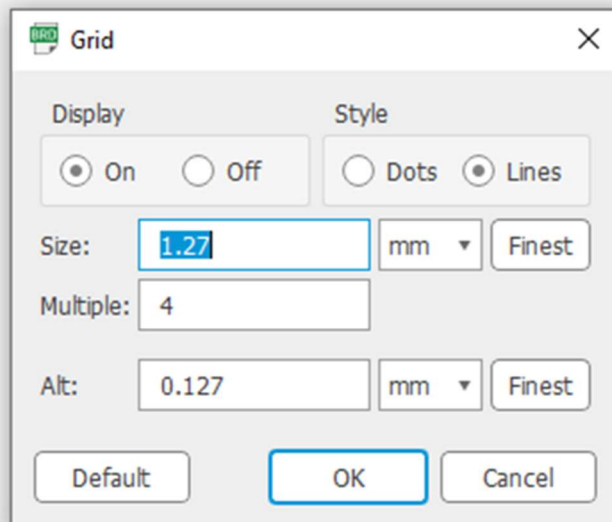 BRD Grid
Display Style
On Off Dots Lines
Size: 1.27 mm Finest
Multiple: 4
Alt: 0.127 mm Finest
Default OK Cancel